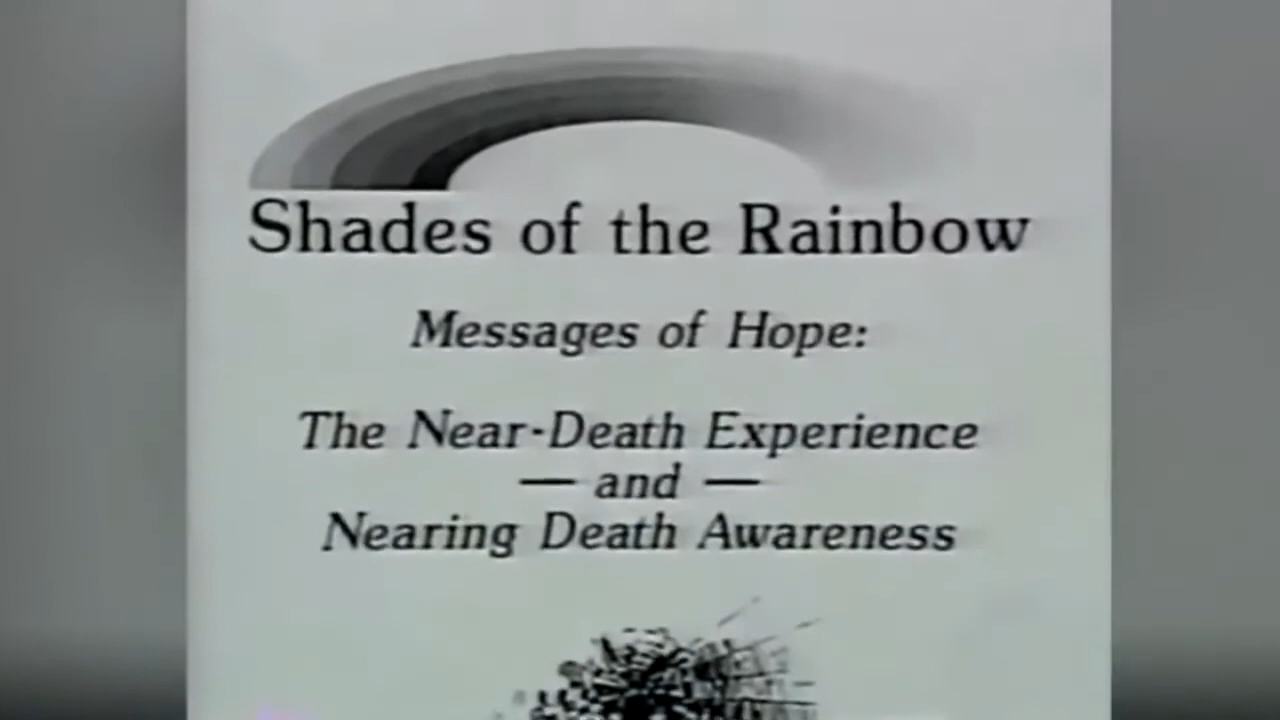 Shades of the Rainbow
Messages of Hope:
The Near-Death Experience
— and —
Nearing Death Awareness